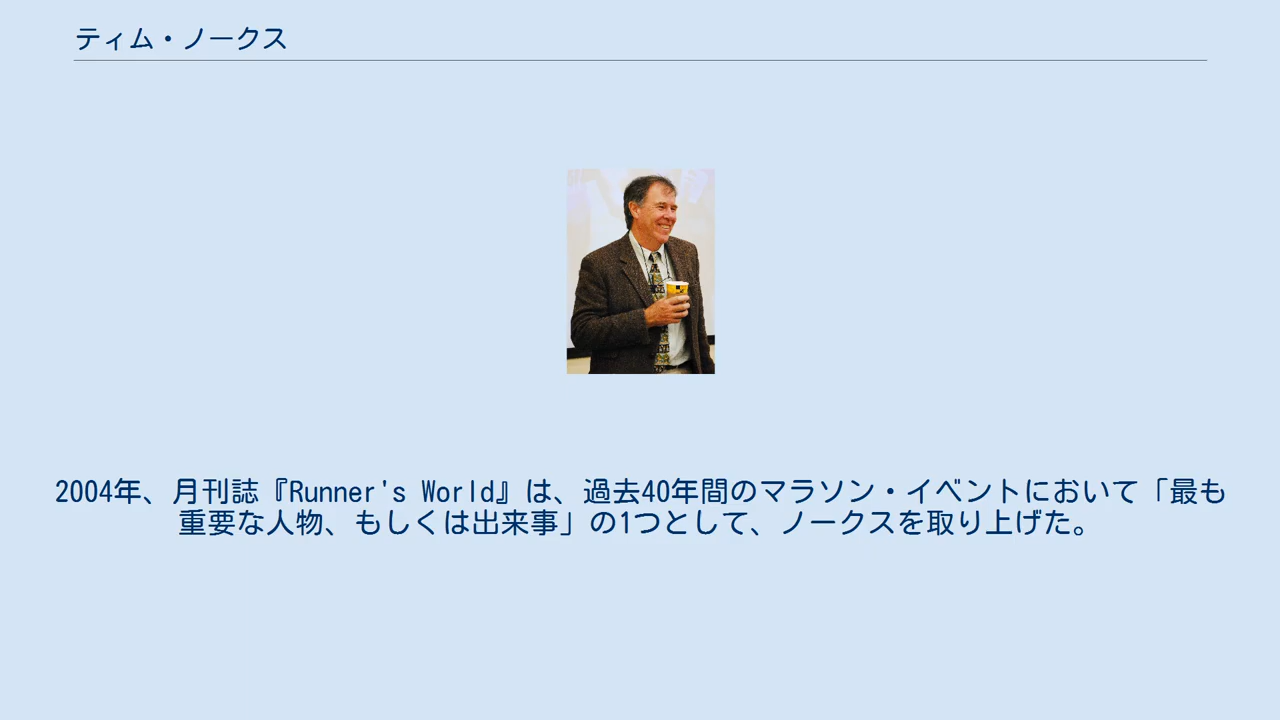 ティム・ノークス
2004年、月刊誌『Runner's World』は、過去40年間のマラソン・イベントにおいて「最も
重要な人物、もしくは出来事」の1つとして、ノークスを取り上げた。